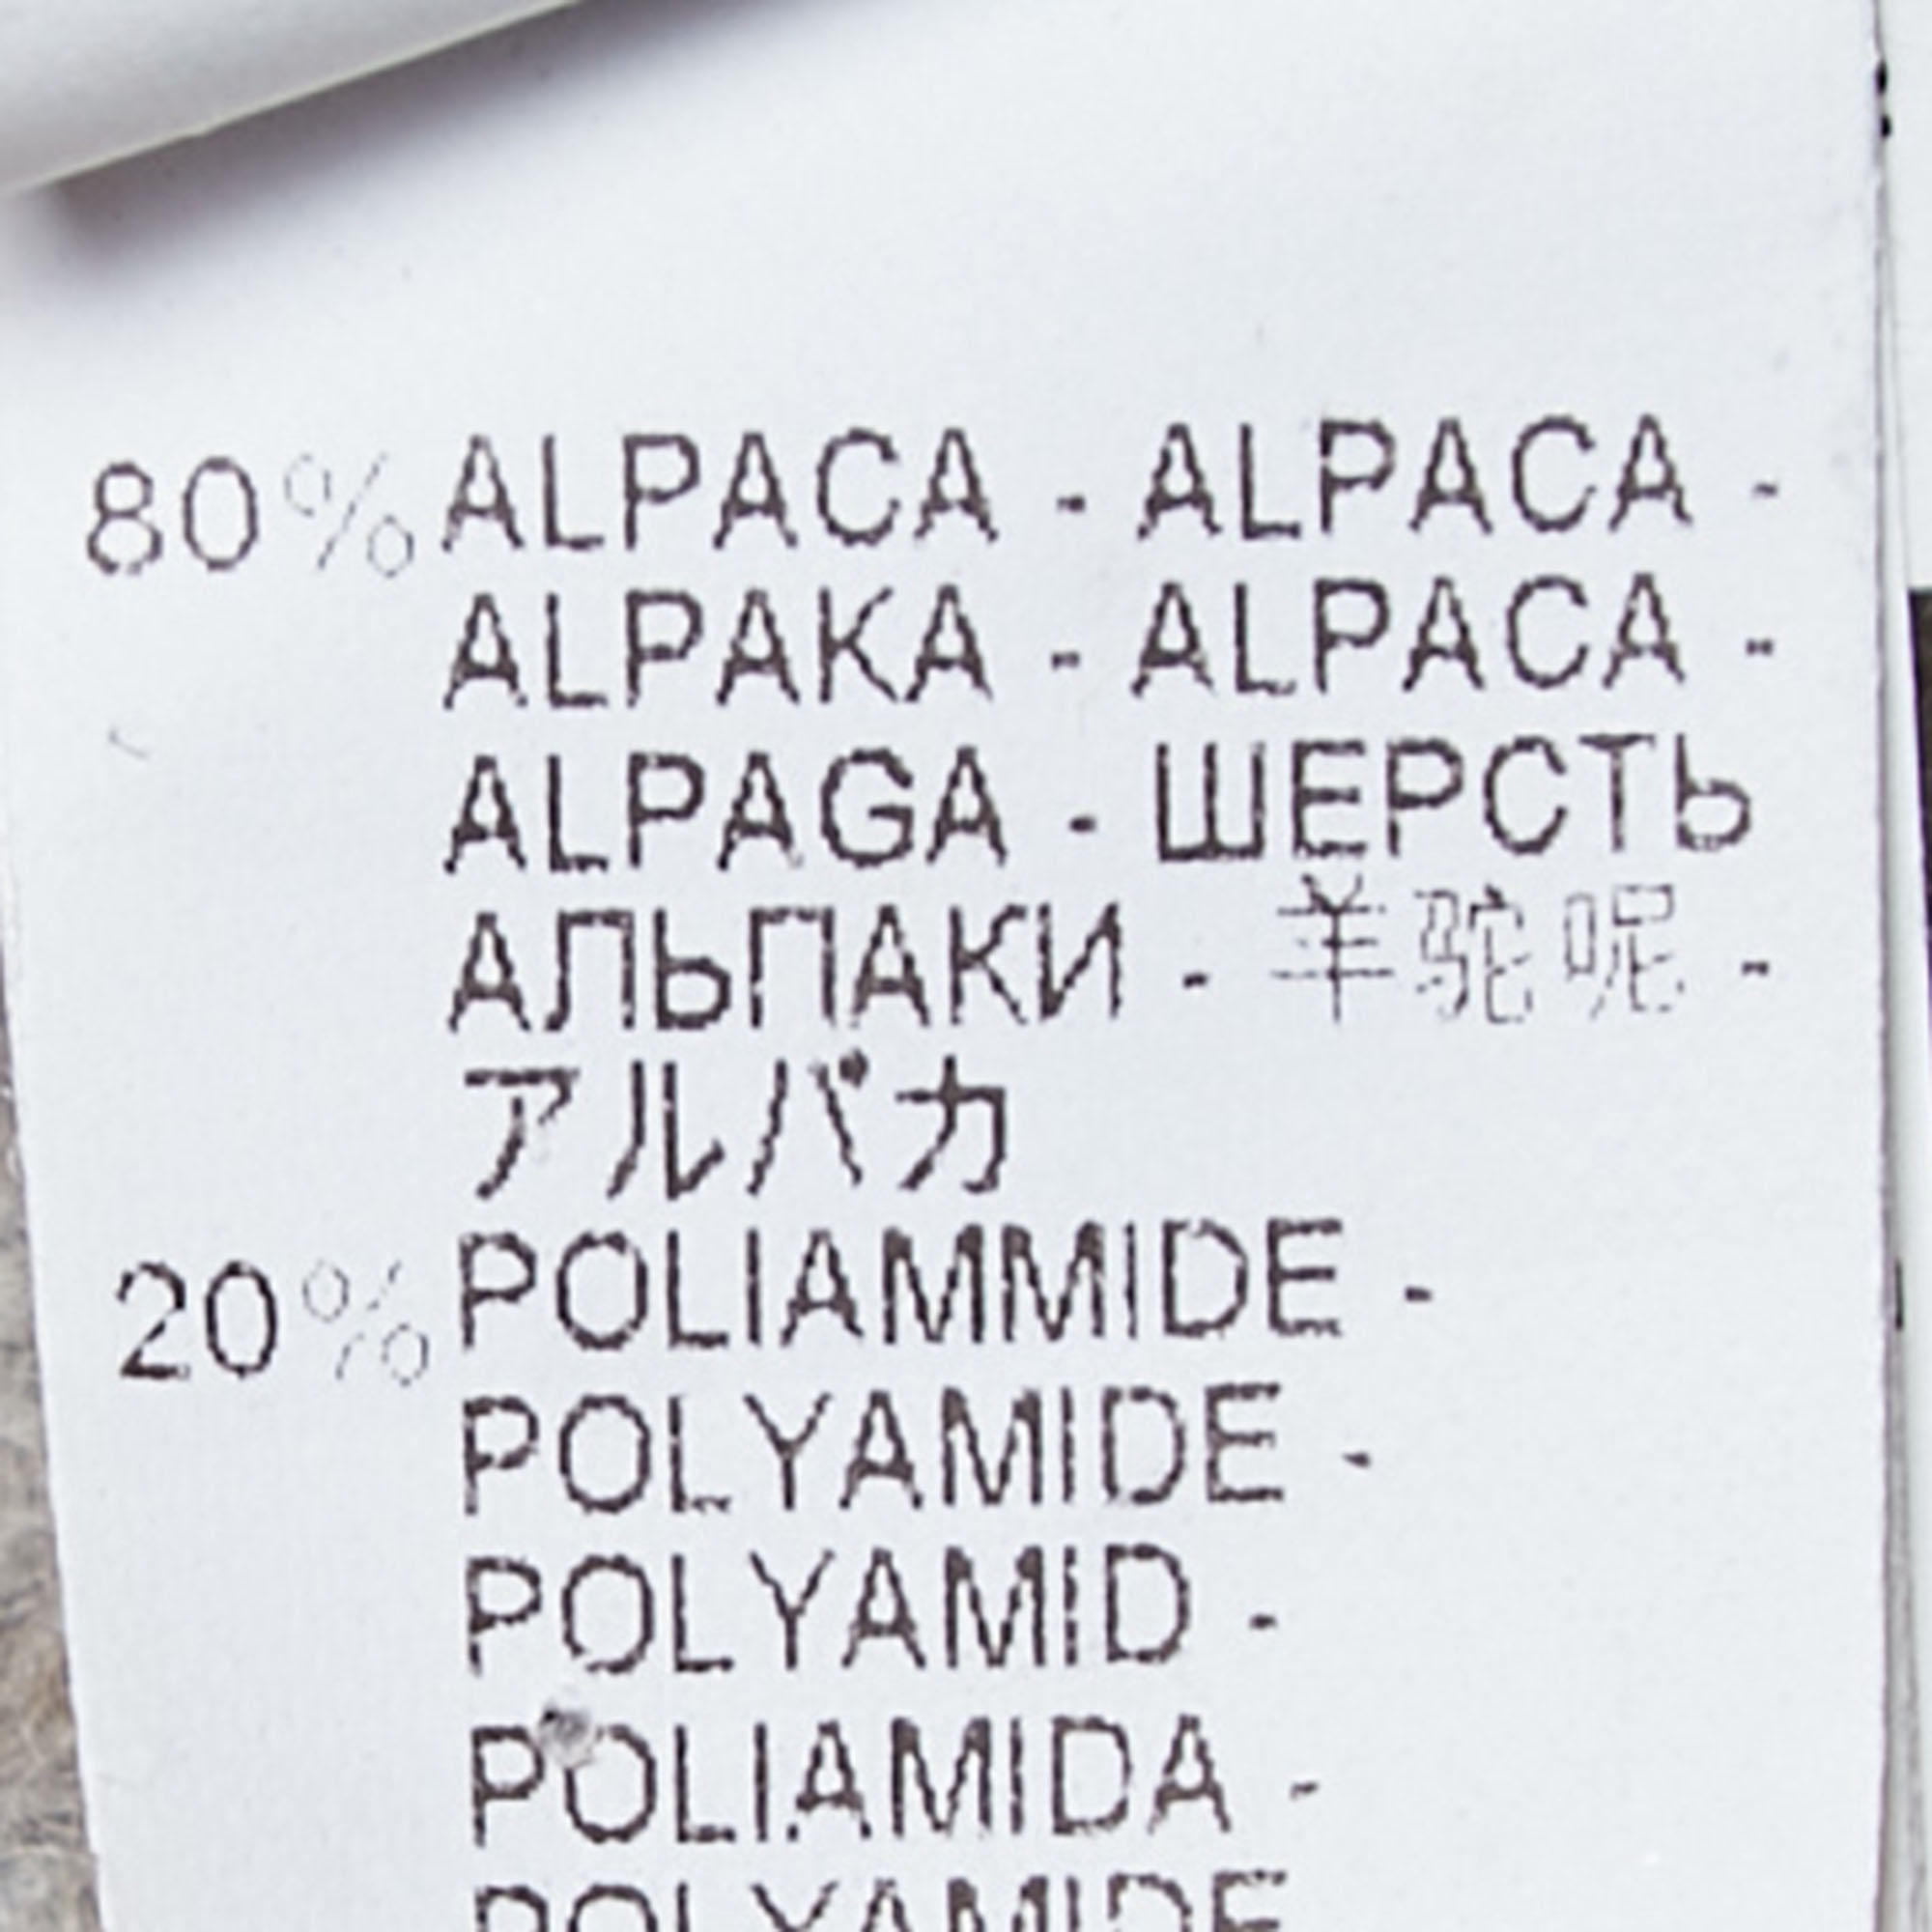 80% ALPACA - ALPACA -
ALPAKA - ALPACA -
ALPAGA - ШЕРСТЬ
АЛЬПАКИ - 羊驼呢 -
アルパカ
20% POLIAMMIDE -
POLYAMIDE -
POLYAMID -
POLIAMIDA -
POLYAMIDE